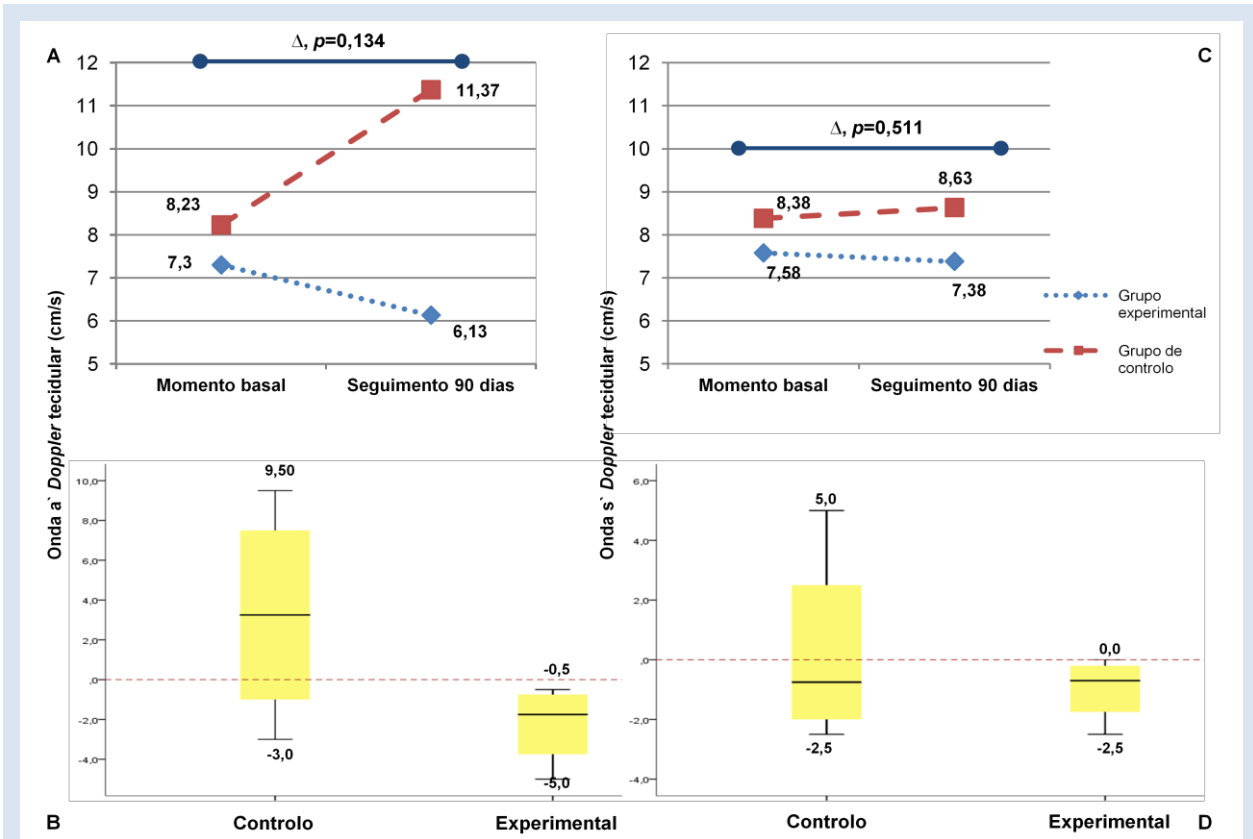 A
Δ, p=0,134
12
11
10
9
8
7
6
5
11,37
8,23
7,3
6,13
Momento basal
Seguimento 90 dias
Onda a` Doppler tecidular (cm/s)
C
12
11
10
9
8
7
6
5
Δ, p=0,511
8,38
8,63
7,58
7,38
Momento basal
Seguimento 90 dias
Grupo
experimental
Grupo de
controlo
Onda s` Doppler tecidular (cm/s)
10,0
8,0
6,0
4,0
2,0
,0
-2,0
-4,0
9,50
-3,0
-0,5
-5,0
B
Controlo
Experimental
6,0
4,0
2,0
,0
-2,0
-4,0
5,0
-2,5
0,0
-2,5
Controlo
Experimental
D